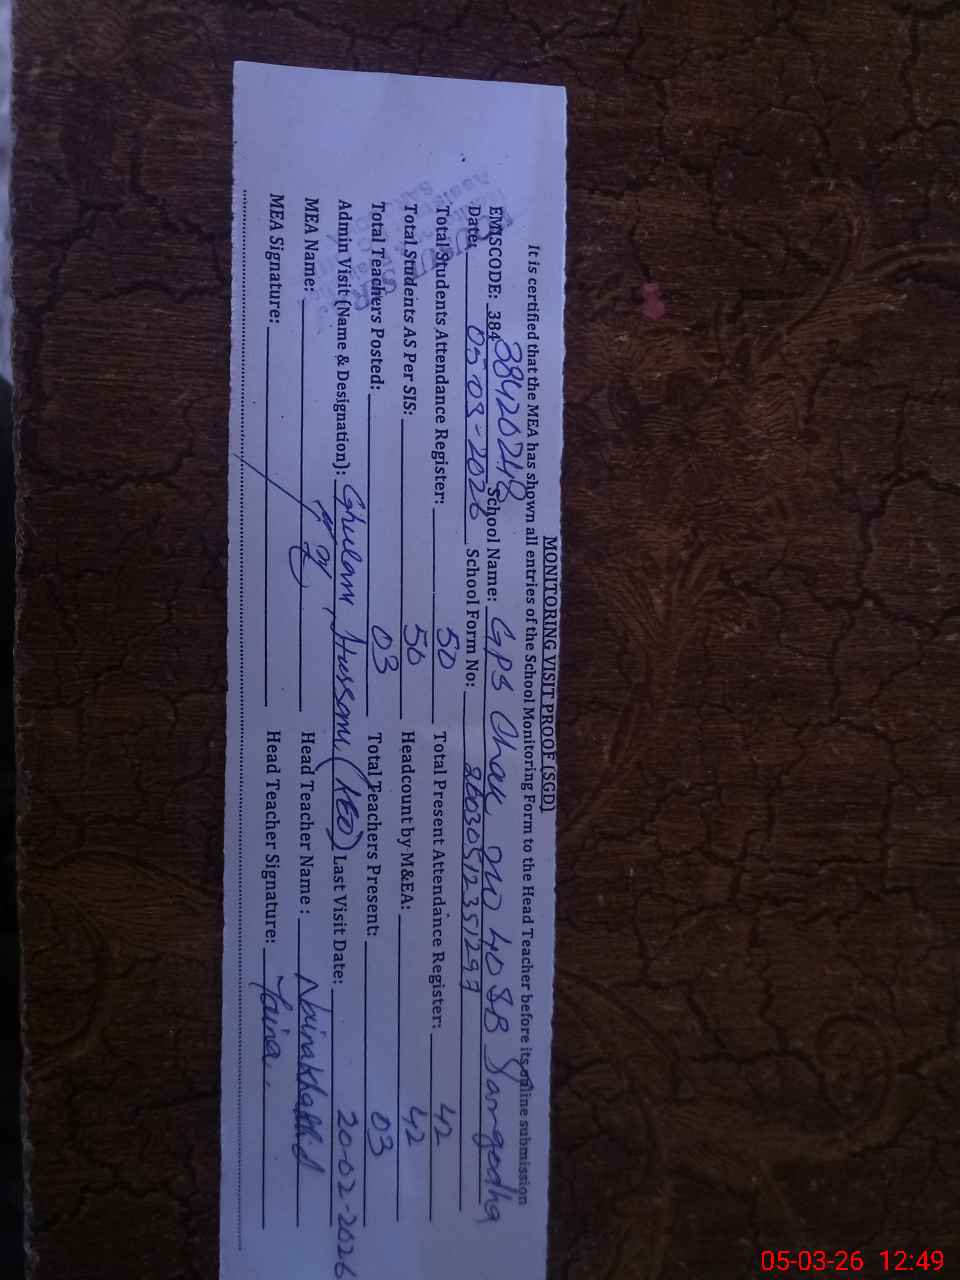 MONITORING VISIT PROOF (SGD)
It is certified that the MEA has shown all entries of the School Monitoring Form to the Head Teacher before its online submission
EMISCODE: 384 38420248 School Name: GPS Chak No 40 SB Sargodha
Date: 05-03-2026 School Form No:
Total Students Attendance Register: 50 Total Present Attendance Register: 42
Total Students AS Per SIS: 50 Headcount by M&EA: 42
Total Teachers Posted: 03 Total Teachers Present: 03
Admin Visit (Name & Designation): Ghulam Hussain (AEO) Last Visit Date: 20-02-2026
MEA Name: Head Teacher Name:
MEA Signature: Head Teacher Signature:
05-03-26 12:49